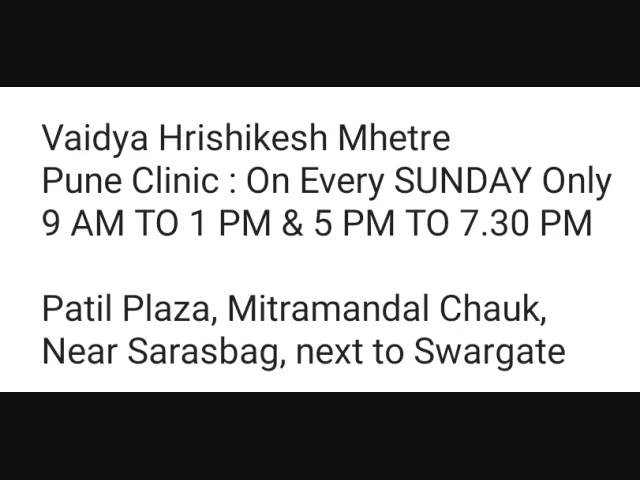 Vaidya Hrishikesh Mhetre
Pune Clinic : On Every SUNDAY Only
9 AM TO 1 PM & 5 PM TO 7.30 PM
Patil Plaza, Mitramandal Chauk,
Near Sarasbag, next to Swargate